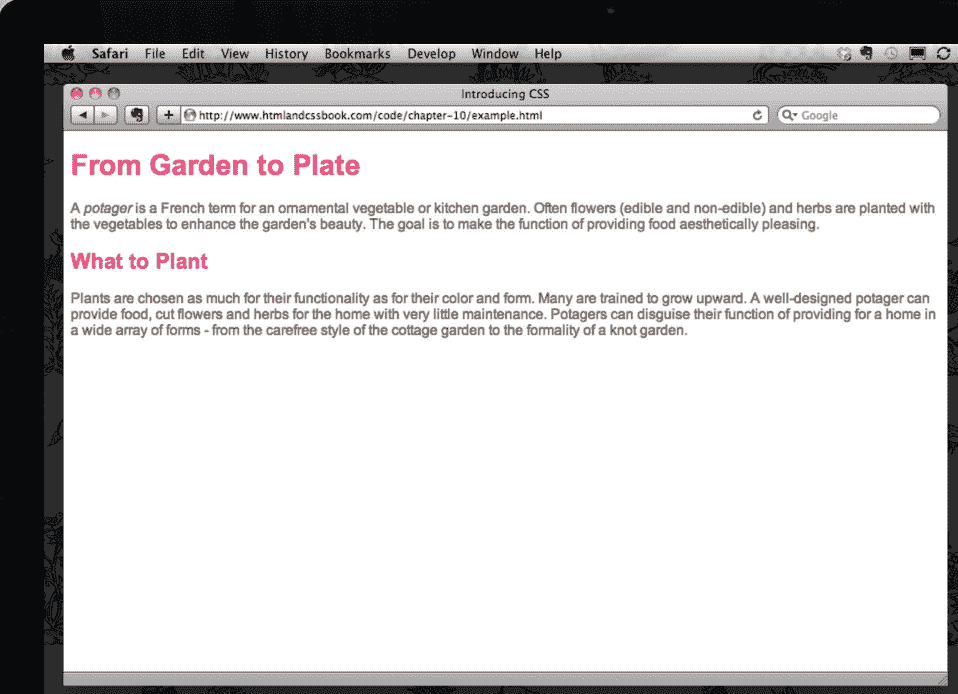 Safari File Edit View History Bookmarks Develop Window Help
Introducing CSS
http://www.htmlandcssbook.com/code/chapter-10/example.html
Google
From Garden to Plate
A potager is a French term for an ornamental vegetable or kitchen garden. Often flowers (edible and non-edible) and herbs are planted with
the vegetables to enhance the garden's beauty. The goal is to make the function of providing food aesthetically pleasing.
What to Plant
Plants are chosen as much for their functionality as for their color and form. Many are trained to grow upward. A well-designed potager can
provide food, cut flowers and herbs for the home with very little maintenance. Potagers can disguise their function of providing for a home in
a wide array of forms - from the carefree style of the cottage garden to the formality of a knot garden.